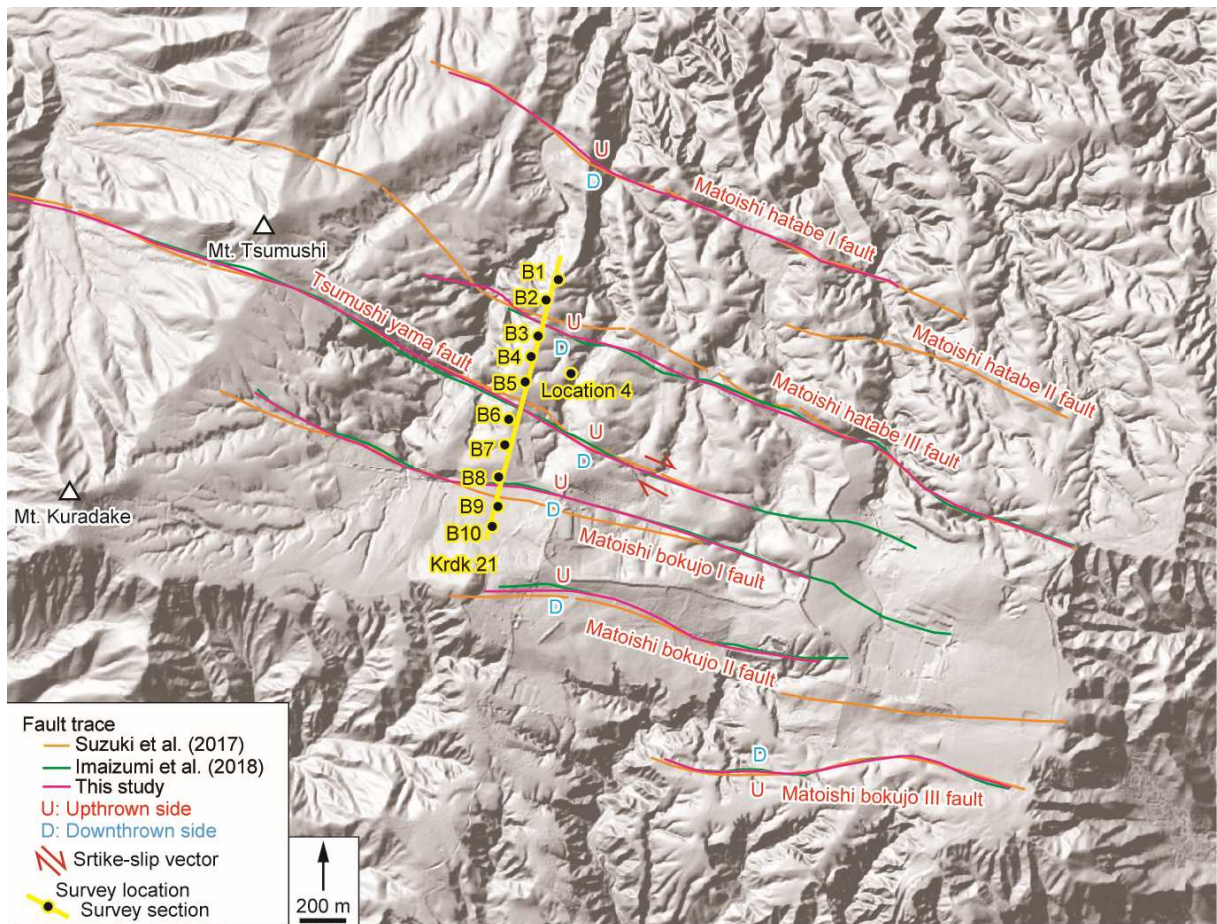 U
D
Matoishi hatabe I fault
Mt. Tsumushi
B1
B2
B3
B4
B5
B6
B7
B8
B9
B10
Krdk 21
Tsumushi yama fault
U
D
Location 4
Matoishi hatabe II fault
Matoishi hatabe III fault
U
D
Mt. Kuradake
U
D
Matoishi bokujo I fault
U
D
Matoishi bokujo II fault
D
U
Matoishi bokujo III fault
Fault trace
Suzuki et al. (2017)
Imaizumi et al. (2018)
This study
U: Upthrown side
D: Downthrown side
Srtike-slip vector
Survey location
Survey section
200 m